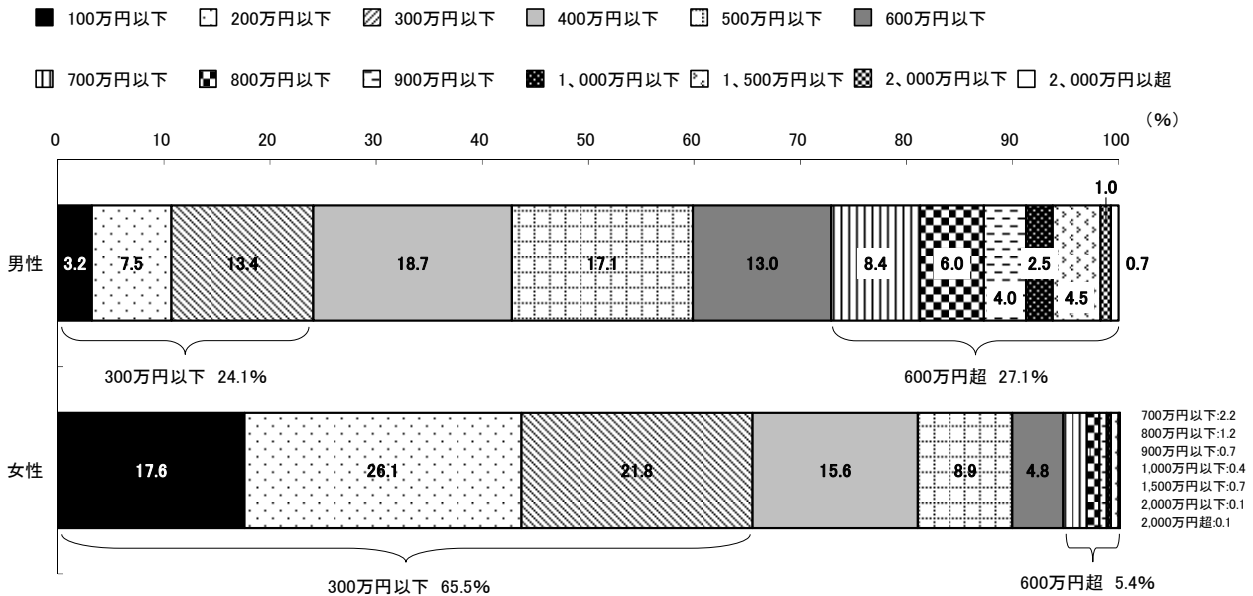 100万円以下 200万円以下 300万円以下 400万円以下 500万円以下 600万円以下
700万円以下 800万円以下 900万円以下 1、000万円以下 1、500万円以下 2、000万円以下 2、000万円以超
(%)
0 10 20 30 40 50 60 70 80 90 100
1.0
男性 3.2 7.5 13.4 18.7 17.1 13.0 8.4 6.0 2.5 0.7
4.0 4.5
300万円以下 24.1%
600万円超 27.1%
700万円以下:2.2
800万円以下:1.2
900万円以下:0.7
1,000万円以下:0.4
1,500万円以下:0.7
2,000万円以下:0.1
2,000万円超:0.1
女性 17.6 26.1 21.8 15.6 8.9 4.8
300万円以下 65.5%
600万円超 5.4%